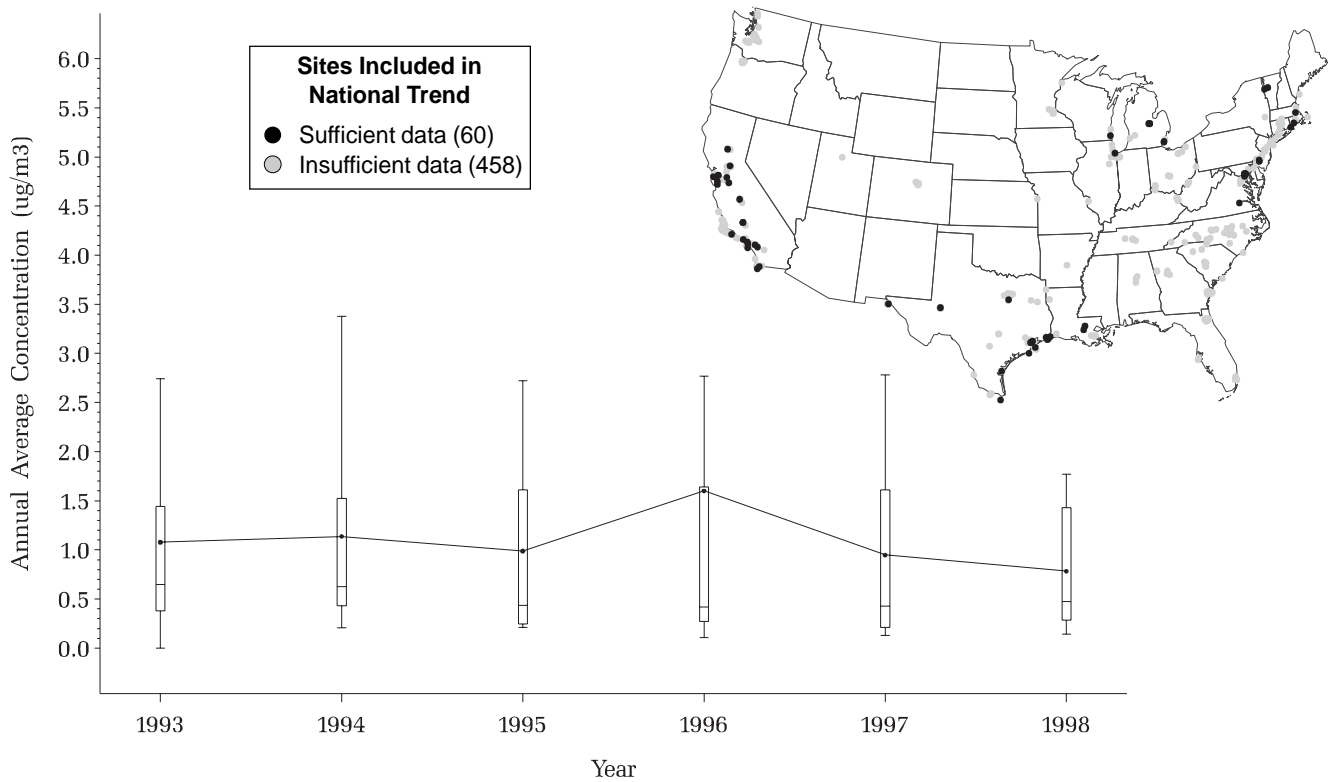 Sites Included in
National Trend
Sufficient data (60)
Insufficient data (458)
Annual Average Concentration (ug/m3)
6.0
5.5
5.0
4.5
4.0
3.5
3.0
2.5
2.0
1.5
1.0
0.5
0.0
1993 1994 1995 1996 1997 1998
Year